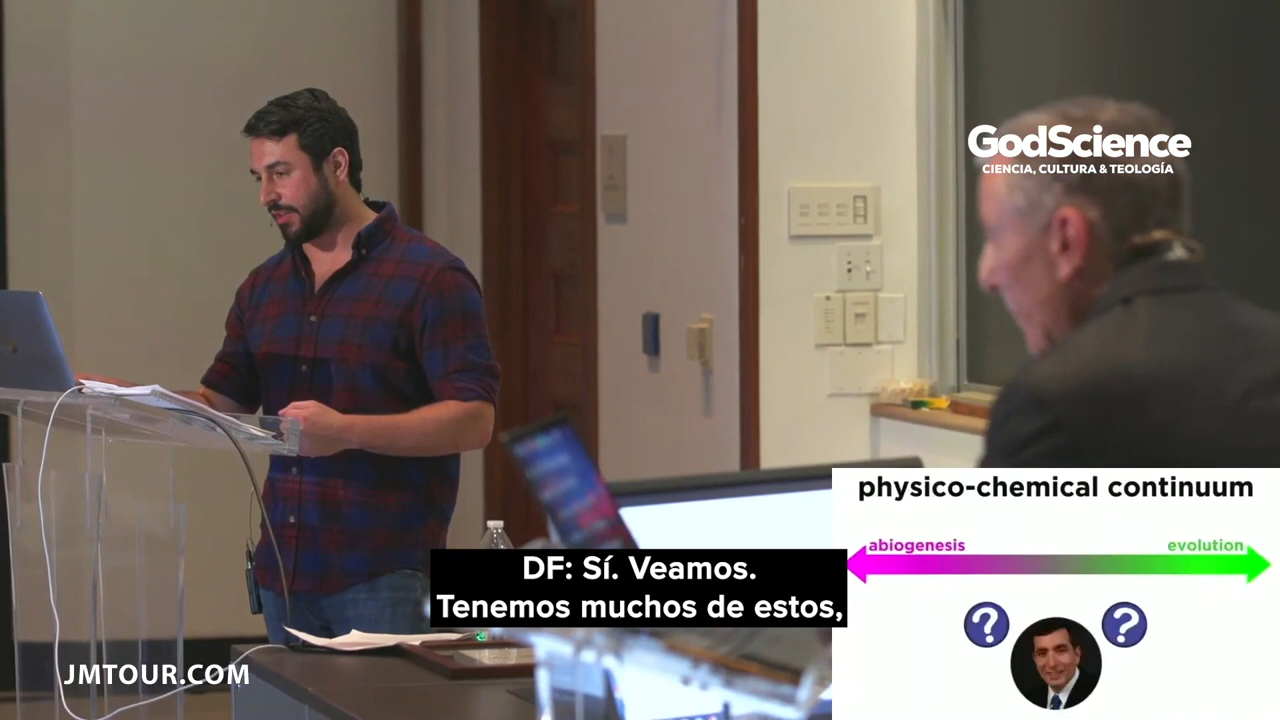 GodScience
CIENCIA, CULTURA & TEOLOGÍA
physico-chemical continuum
abiogenesis
evolution
?
?
DF: Sí. Veamos.
Tenemos muchos de estos,
JMTOUR.COM